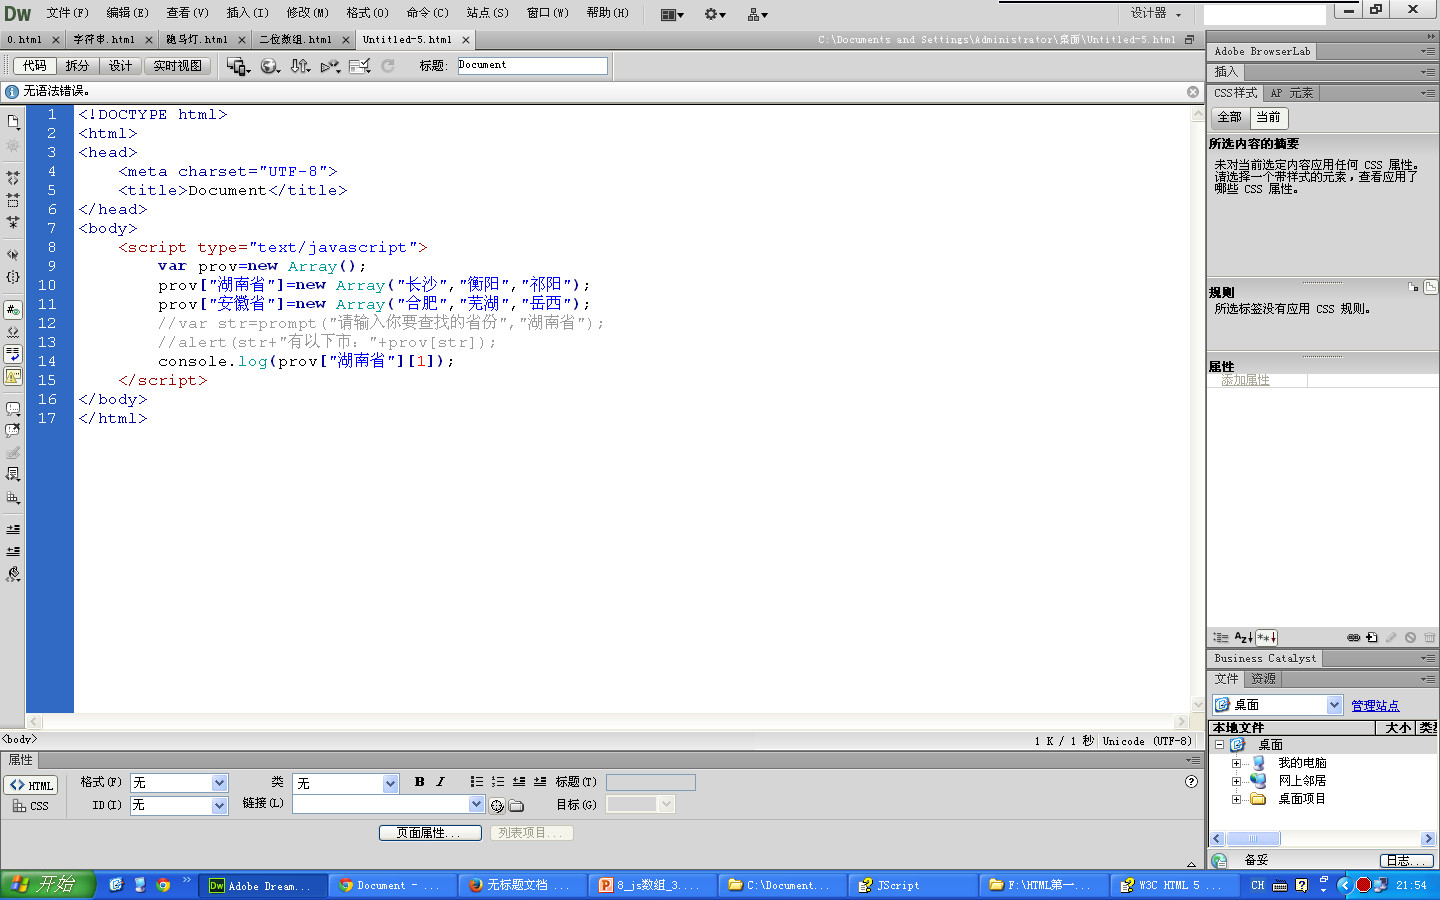 Dw 文件(F) 编辑(E) 查看(V) 插入(I) 修改(M) 格式(O) 命令(C) 站点(S) 窗口(W) 帮助(H) 设计器
0.html 字符串.html 跑马灯.html 二位数组.html Untitled-5.html C:\Documents and Settings\Administrator\桌面\Untitled-5.html
代码 拆分 设计 实时视图 标题: Document
无语法错误。
1 <!DOCTYPE html>
2 <html>
3 <head>
4 <meta charset="UTF-8">
5 <title>Document</title>
6 </head>
7 <body>
8 <script type="text/javascript">
9 var prov=new Array();
10 prov["湖南省"]=new Array("长沙","衡阳","祁阳");
11 prov["安徽省"]=new Array("合肥","芜湖","岳西");
12 //var str=prompt("请输入你要查找的省份","湖南省");
13 //alert(str+"有以下市："+prov[str]);
14 console.log(prov["湖南省"][1]);
15 </script>
16 </body>
17 </html>
<body>
1 K / 1 秒 Unicode (UTF-8)
属性
<> HTML 格式(F) 无 类 无 B I 标题(T)
CSS ID(I) 无 链接(L) 目标(G)
页面属性... 列表项目...
Adobe BrowserLab
插入
CSS样式 AP 元素
全部 当前
所选内容的摘要
未对当前选定内容应用任何 CSS 属性。
请选择一个带样式的元素，查看应用了
哪些 CSS 属性。
规则
所选标签没有应用 CSS 规则。
属性
添加属性
Business Catalyst
文件 资源
桌面 管理站点
本地文件 大小
桌面
我的电脑
网上邻居
桌面项目
备妥 日志...
开始 Adobe Dream... Document - ... 无标题文档 ... 8_js数组_3.... C:\Document... JScript F:\HTML第一... W3C HTML 5 ... CH 21:54